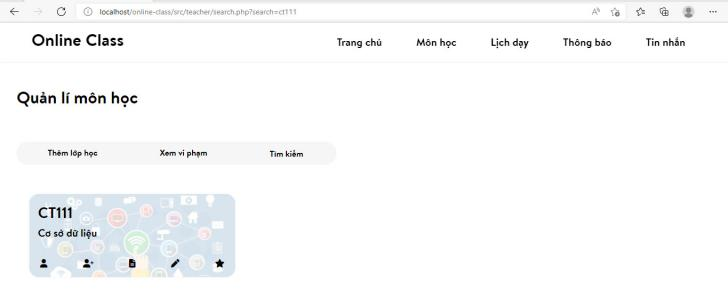 localhost/online-class/src/teacher/search.php?search=ct111
Online Class
Trang chủ Môn học Lịch dạy Thông báo Tin nhắn
Quản lí môn học
Thêm lớp học Xem vi phạm Tìm kiếm
CT111
Cơ sở dữ liệu